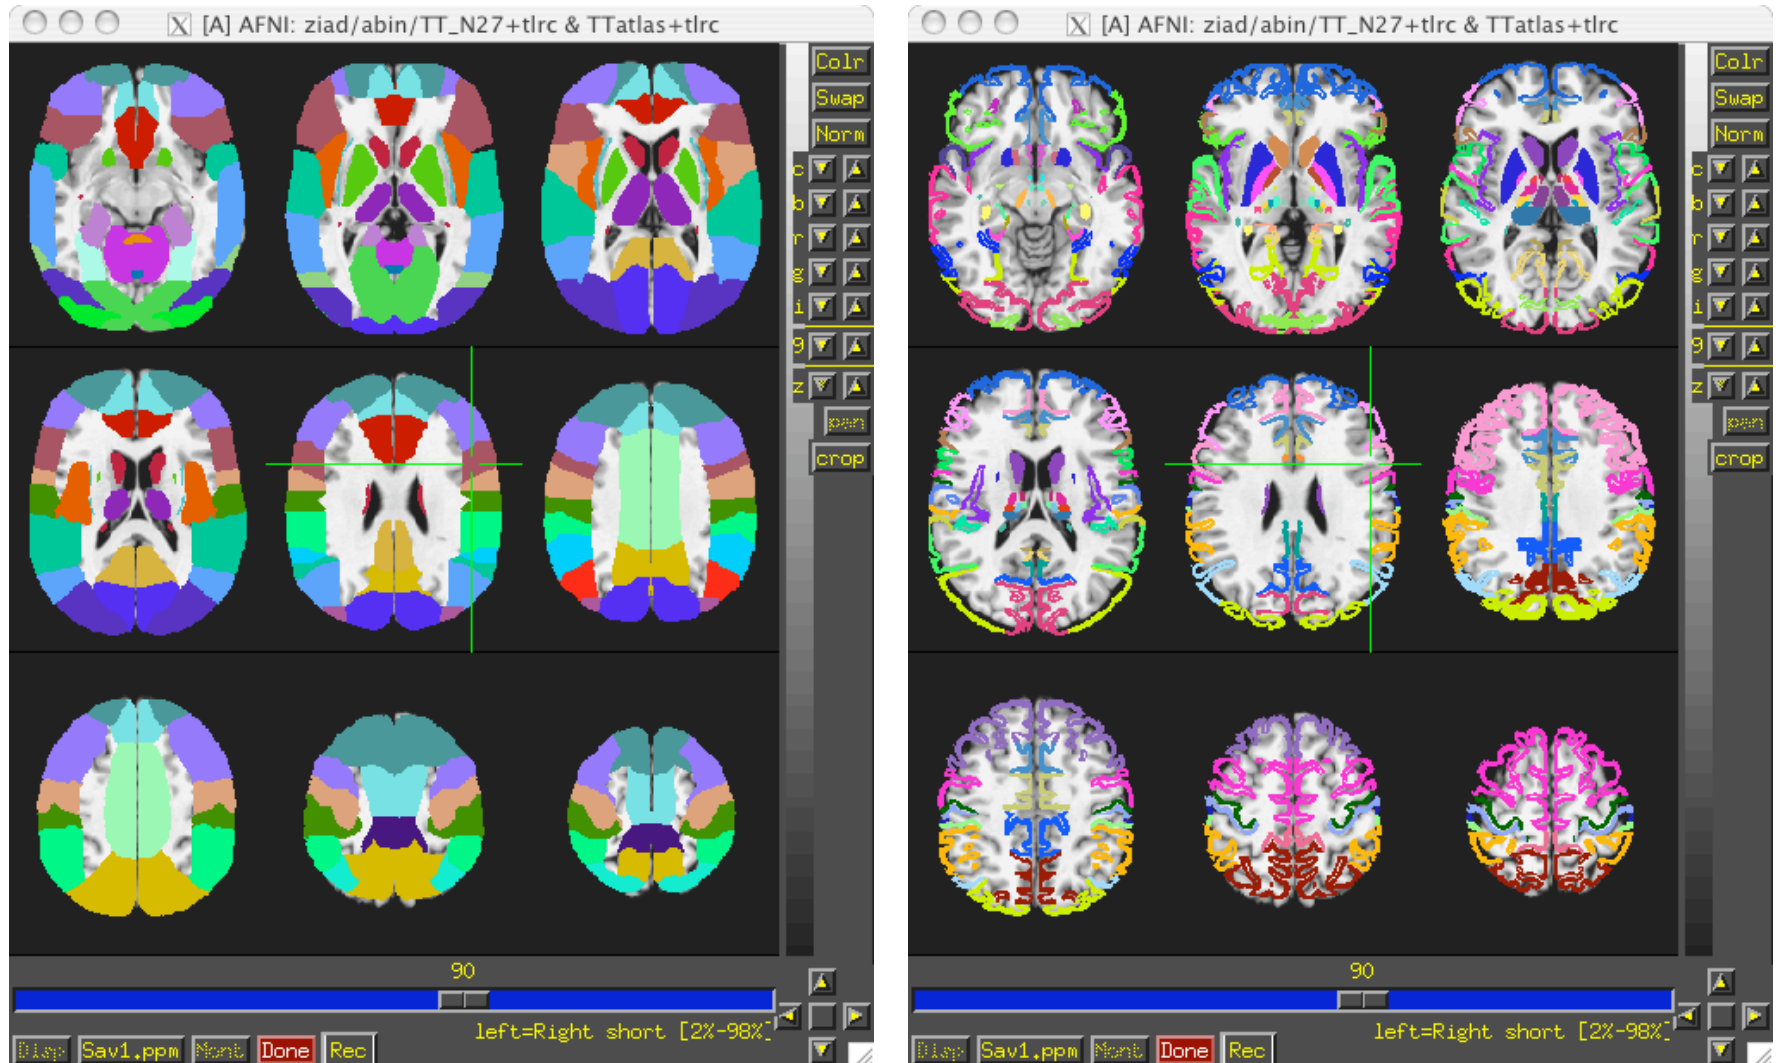 [A] AFNI: ziad/abin/TT_N27+tlrc & TTatlas+tlrc
Colr
Swap
Norm
c
b
r
g
i
9
z
pan
crop
90
left=Right short [2%-98%]
Disp Sav1.ppm Mont Done Rec
[A] AFNI: ziad/abin/TT_N27+tlrc & TTatlas+tlrc
Colr
Swap
Norm
c
b
r
g
i
9
z
pan
crop
90
left=Right short [2%-98%]
Disp Sav1.ppm Mont Done Rec